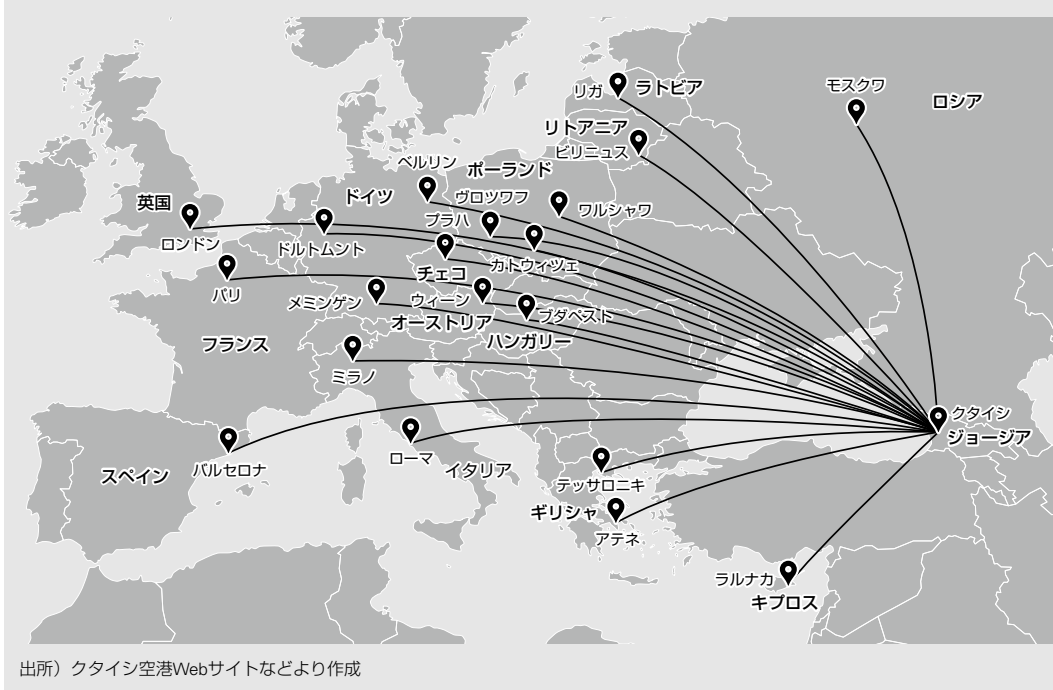 リガ
ラトビア
モスクワ
ロシア
リトアニア
ビリニュス
ベルリン
ポーランド
ドイツ
ヴロツワフ
英国
プラハ
ワルシャワ
ロンドン
ドルトムント
カトウィツェ
チェコ
パリ
メミンゲン
ウィーン
ブダペスト
オーストリア
ハンガリー
フランス
ミラノ
クタイシ
ジョージア
バルセロナ
ローマ
イタリア
スペイン
テッサロニキ
ギリシャ
アテネ
ラルナカ
キプロス
出所）クタイシ空港Webサイトなどより作成